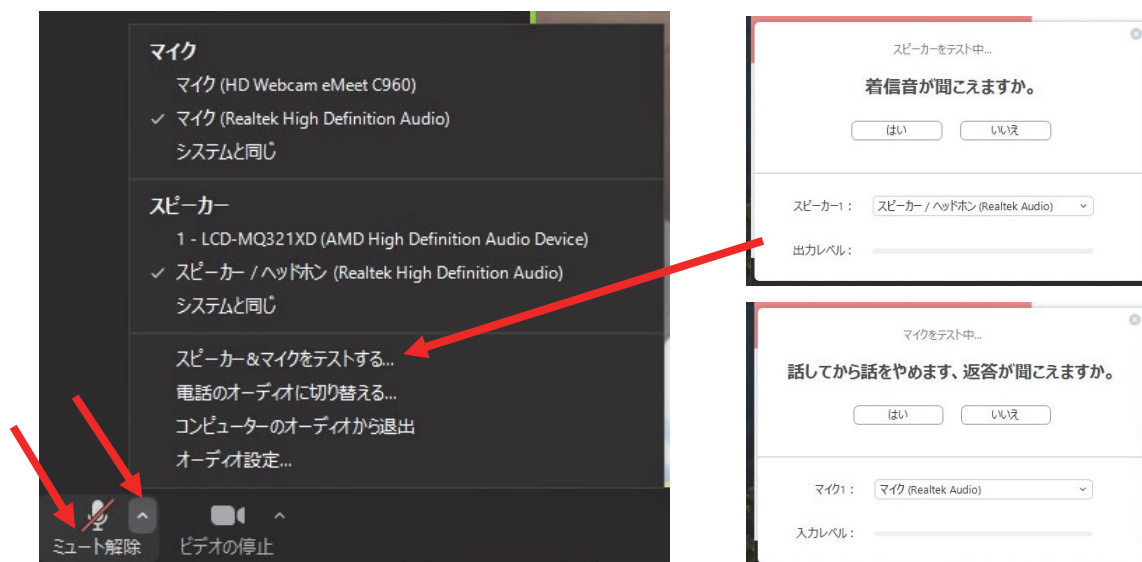 マイク
マイク (HD Webcam eMeet C960)
✓ マイク (Realtek High Definition Audio)
システムと同じ
スピーカー
1 - LCD-MQ321XD (AMD High Definition Audio Device)
✓ スピーカー / ヘッドホン (Realtek High Definition Audio)
システムと同じ
スピーカー&マイクをテストする...
電話のオーディオに切り替える...
コンピューターのオーディオから退出
オーディオ設定...
ミュート解除
ビデオの停止
スピーカーをテスト中...
着信音が聞こえますか。
はい
いいえ
スピーカー1：
スピーカー / ヘッドホン (Realtek Audio)
出力レベル：
マイクをテスト中...
話してから話をやめます、返答が聞こえますか。
はい
いいえ
マイク1：
マイク (Realtek Audio)
入力レベル：